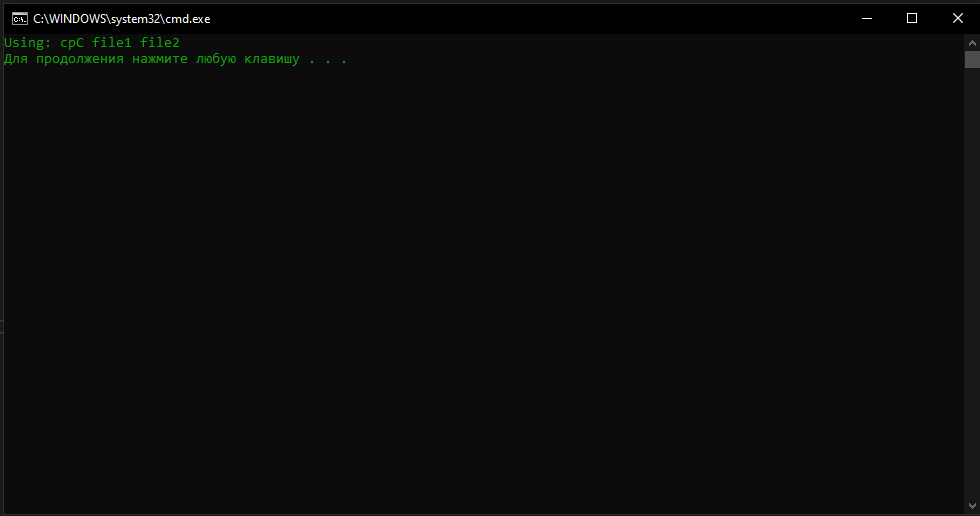 C:\WINDOWS\system32\cmd.exe
Using: cpC file1 file2
Для продолжения нажмите любую клавишу . . .